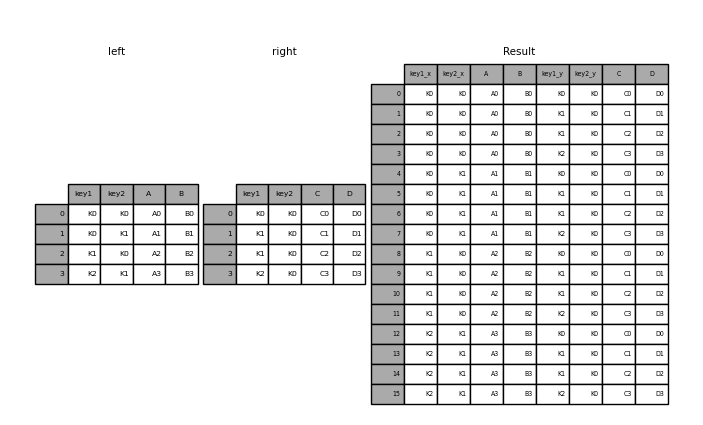 left right Result
key1_x key2_x A B key1_y key2_y C D
0 K0 K0 A0 B0 K0 K0 C0 D0
1 K0 K0 A0 B0 K1 K0 C1 D1
2 K0 K0 A0 B0 K1 K0 C2 D2
3 K0 K0 A0 B0 K2 K0 C3 D3
4 K0 K1 A1 B1 K0 K0 C0 D0
key1 key2 A B key1 key2 C D 5 K0 K1 A1 B1 K1 K0 C1 D1
0 K0 K0 A0 B0 0 K0 K0 C0 D0 6 K0 K1 A1 B1 K1 K0 C2 D2
1 K0 K1 A1 B1 1 K1 K0 C1 D1 7 K0 K1 A1 B1 K2 K0 C3 D3
2 K1 K0 A2 B2 2 K1 K0 C2 D2 8 K1 K0 A2 B2 K0 K0 C0 D0
3 K2 K1 A3 B3 3 K2 K0 C3 D3 9 K1 K0 A2 B2 K1 K0 C1 D1
10 K1 K0 A2 B2 K1 K0 C2 D2
11 K1 K0 A2 B2 K2 K0 C3 D3
12 K2 K1 A3 B3 K0 K0 C0 D0
13 K2 K1 A3 B3 K1 K0 C1 D1
14 K2 K1 A3 B3 K1 K0 C2 D2
15 K2 K1 A3 B3 K2 K0 C3 D3